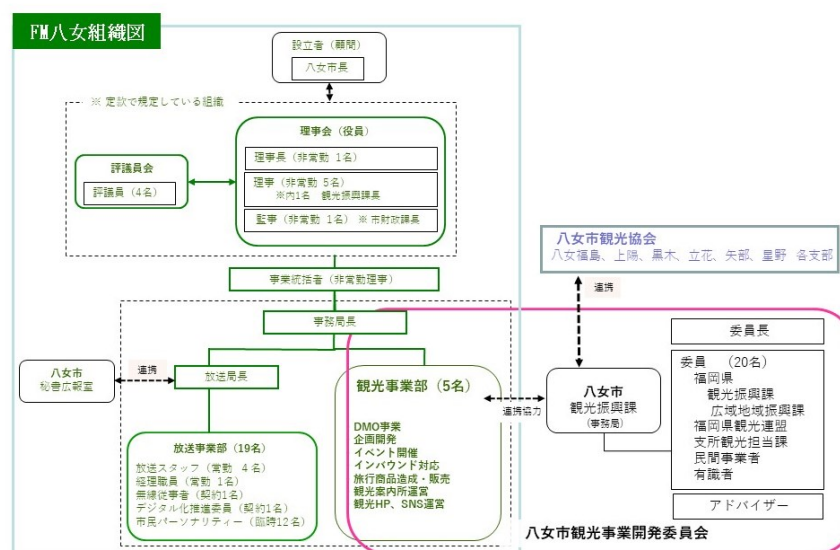 FM八女組織図
設立者（顧問）
八女市長
※ 定款で規定している組織
理事会（役員）
理事長（非常勤 1名）
理事（非常勤 5名）
※内1名　観光振興課長
監事（非常勤 1名）※ 市財政課長
評議員会
評議員（4名）
事業統括者（非常勤理事）
事務局長
八女市
秘書広報室
連携
放送局長
放送事業部（19名）
放送スタッフ（常勤 4名）
経理職員（常勤 1名）
無線従事者（契約1名）
デジタル化推進委員（契約1名）
市民パーソナリティー（臨時12名）
観光事業部（5名）
DMO事業
企画開発
イベント開催
インバウンド対応
旅行商品造成・販売
観光案内所運営
観光HP、SNS運営
連携協力
八女市観光協会
八女福島、上陽、黒木、立花、矢部、星野 各支部
連携
八女市
観光振興課
（事務局）
委員長
委員　（20名）
福岡県
観光振興課
広域地域振興課
福岡県観光連盟
支所観光担当課
民間事業者
有識者
アドバイザー
八女市観光事業開発委員会